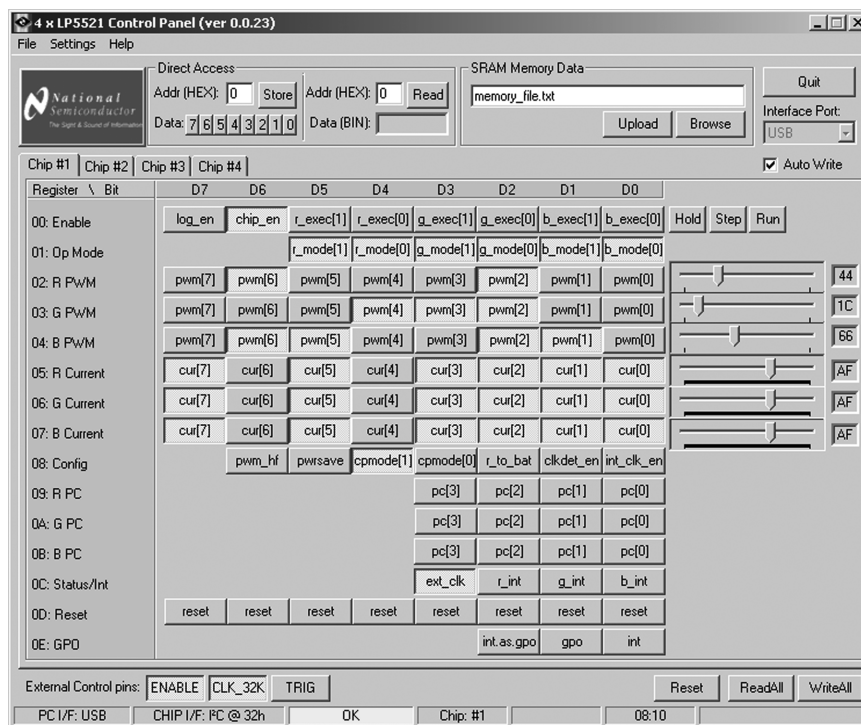 4 x LP5521 Control Panel (ver 0.0.23)
File Settings Help
National Semiconductor
The Sight & Sound of Information
Direct Access
Addr (HEX): 0 Store Addr (HEX): 0 Read
Data: 7 6 5 4 3 2 1 0 Data (BIN):
SRAM Memory Data
memory_file.txt
Upload Browse
Quit
Interface Port:
USB
Auto Write
Chip #1 Chip #2 Chip #3 Chip #4
Register \ Bit D7 D6 D5 D4 D3 D2 D1 D0
00: Enable log_en chip_en r_exec[1] r_exec[0] g_exec[1] g_exec[0] b_exec[1] b_exec[0] Hold Step Run
01: Op Mode r_mode[1] r_mode[0] g_mode[1] g_mode[0] b_mode[1] b_mode[0]
02: R PWM pwm[7] pwm[6] pwm[5] pwm[4] pwm[3] pwm[2] pwm[1] pwm[0] 44
03: G PWM pwm[7] pwm[6] pwm[5] pwm[4] pwm[3] pwm[2] pwm[1] pwm[0] 1C
04: B PWM pwm[7] pwm[6] pwm[5] pwm[4] pwm[3] pwm[2] pwm[1] pwm[0] 66
05: R Current cur[7] cur[6] cur[5] cur[4] cur[3] cur[2] cur[1] cur[0] AF
06: G Current cur[7] cur[6] cur[5] cur[4] cur[3] cur[2] cur[1] cur[0] AF
07: B Current cur[7] cur[6] cur[5] cur[4] cur[3] cur[2] cur[1] cur[0] AF
08: Config pwm_hf pwrsave cpmode[1] cpmode[0] r_to_bat clkdet_en int_clk_en
09: R PC pc[3] pc[2] pc[1] pc[0]
0A: G PC pc[3] pc[2] pc[1] pc[0]
0B: B PC pc[3] pc[2] pc[1] pc[0]
0C: Status/Int ext_clk r_int g_int b_int
0D: Reset reset reset reset reset reset reset reset reset
0E: GPO int.as.gpo gpo int
External Control pins: ENABLE CLK_32K TRIG Reset ReadAll WriteAll
PC I/F: USB CHIP I/F: I²C @ 32h OK Chip: #1 08:10